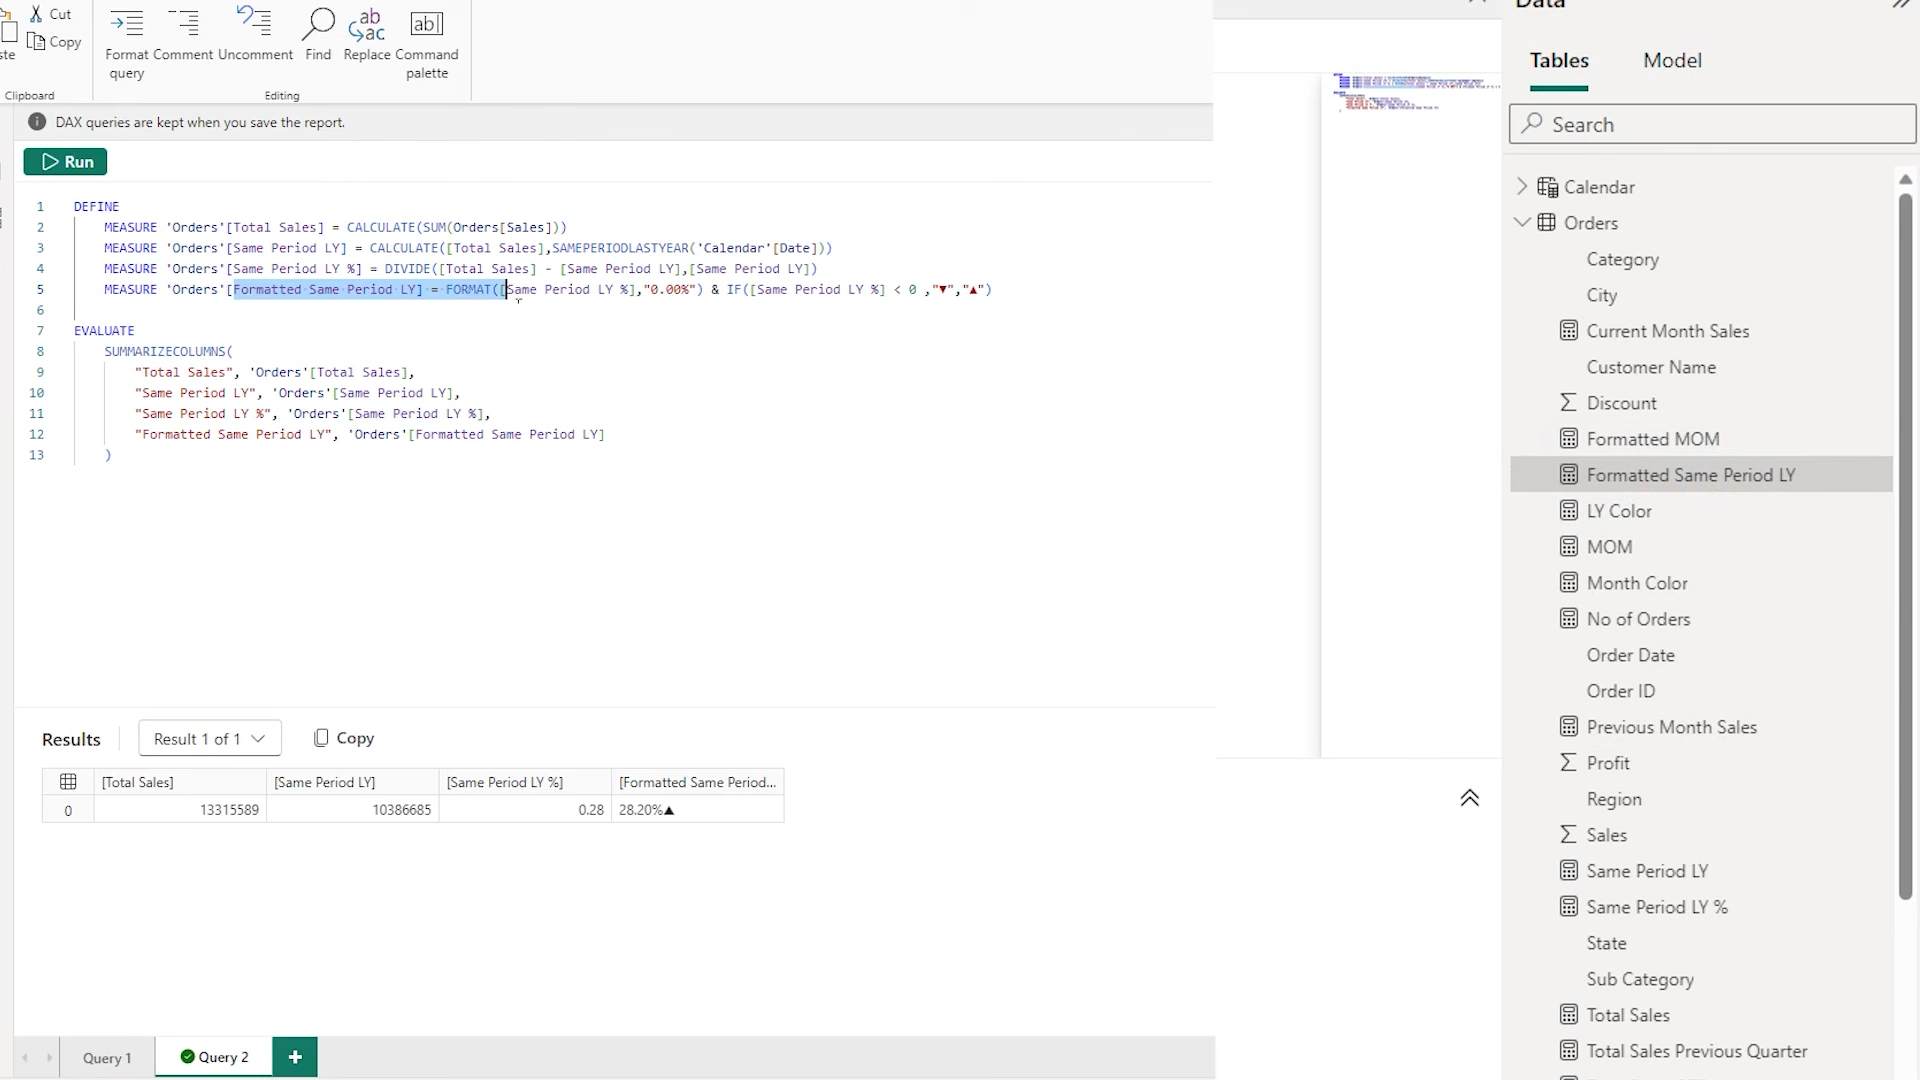 Cut
ste
Copy
Clipboard
Format query
Comment
Uncomment
Find
Replace
Command palette
Editing
DAX queries are kept when you save the report.
Run
1 DEFINE
2 MEASURE 'Orders'[Total Sales] = CALCULATE(SUM(Orders[Sales]))
3 MEASURE 'Orders'[Same Period LY] = CALCULATE([Total Sales],SAMEPERIODLASTYEAR('Calendar'[Date]))
4 MEASURE 'Orders'[Same Period LY %] = DIVIDE([Total Sales] - [Same Period LY],[Same Period LY])
5 MEASURE 'Orders'[Formatted Same Period LY] = FORMAT([Same Period LY %],"0.00%") & IF([Same Period LY %] < 0 ,"▼","▲")
6
7 EVALUATE
8 SUMMARIZECOLUMNS(
9 "Total Sales", 'Orders'[Total Sales],
10 "Same Period LY", 'Orders'[Same Period LY],
11 "Same Period LY %", 'Orders'[Same Period LY %],
12 "Formatted Same Period LY", 'Orders'[Formatted Same Period LY]
13 )
Results
Result 1 of 1
Copy
[Total Sales] [Same Period LY] [Same Period LY %] [Formatted Same Period...
0 13315589 10386685 0.28 28.20%▲
Query 1
Query 2
Data
Tables
Model
Search
Calendar
Orders
Category
City
Current Month Sales
Customer Name
Discount
Formatted MOM
Formatted Same Period LY
LY Color
MOM
Month Color
No of Orders
Order Date
Order ID
Previous Month Sales
Profit
Region
Sales
Same Period LY
Same Period LY %
State
Sub Category
Total Sales
Total Sales Previous Quarter